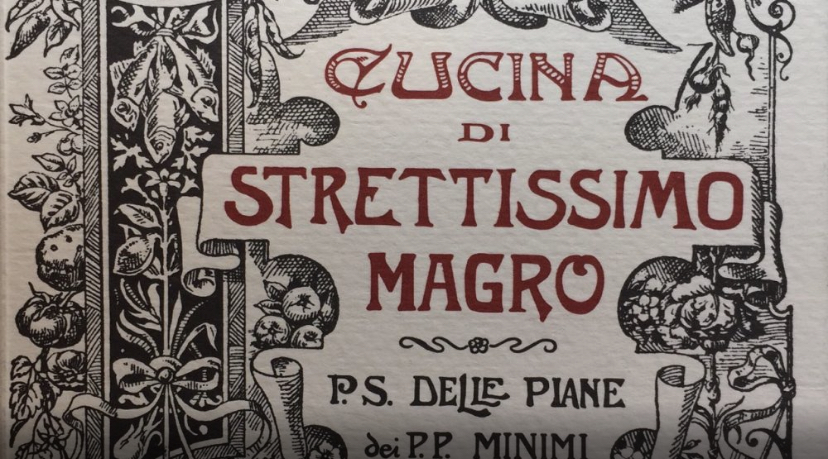 CUCINA
DI
STRETTISSIMO
MAGRO
P. S. DELLE PIANE
dei P. P. MINIMI